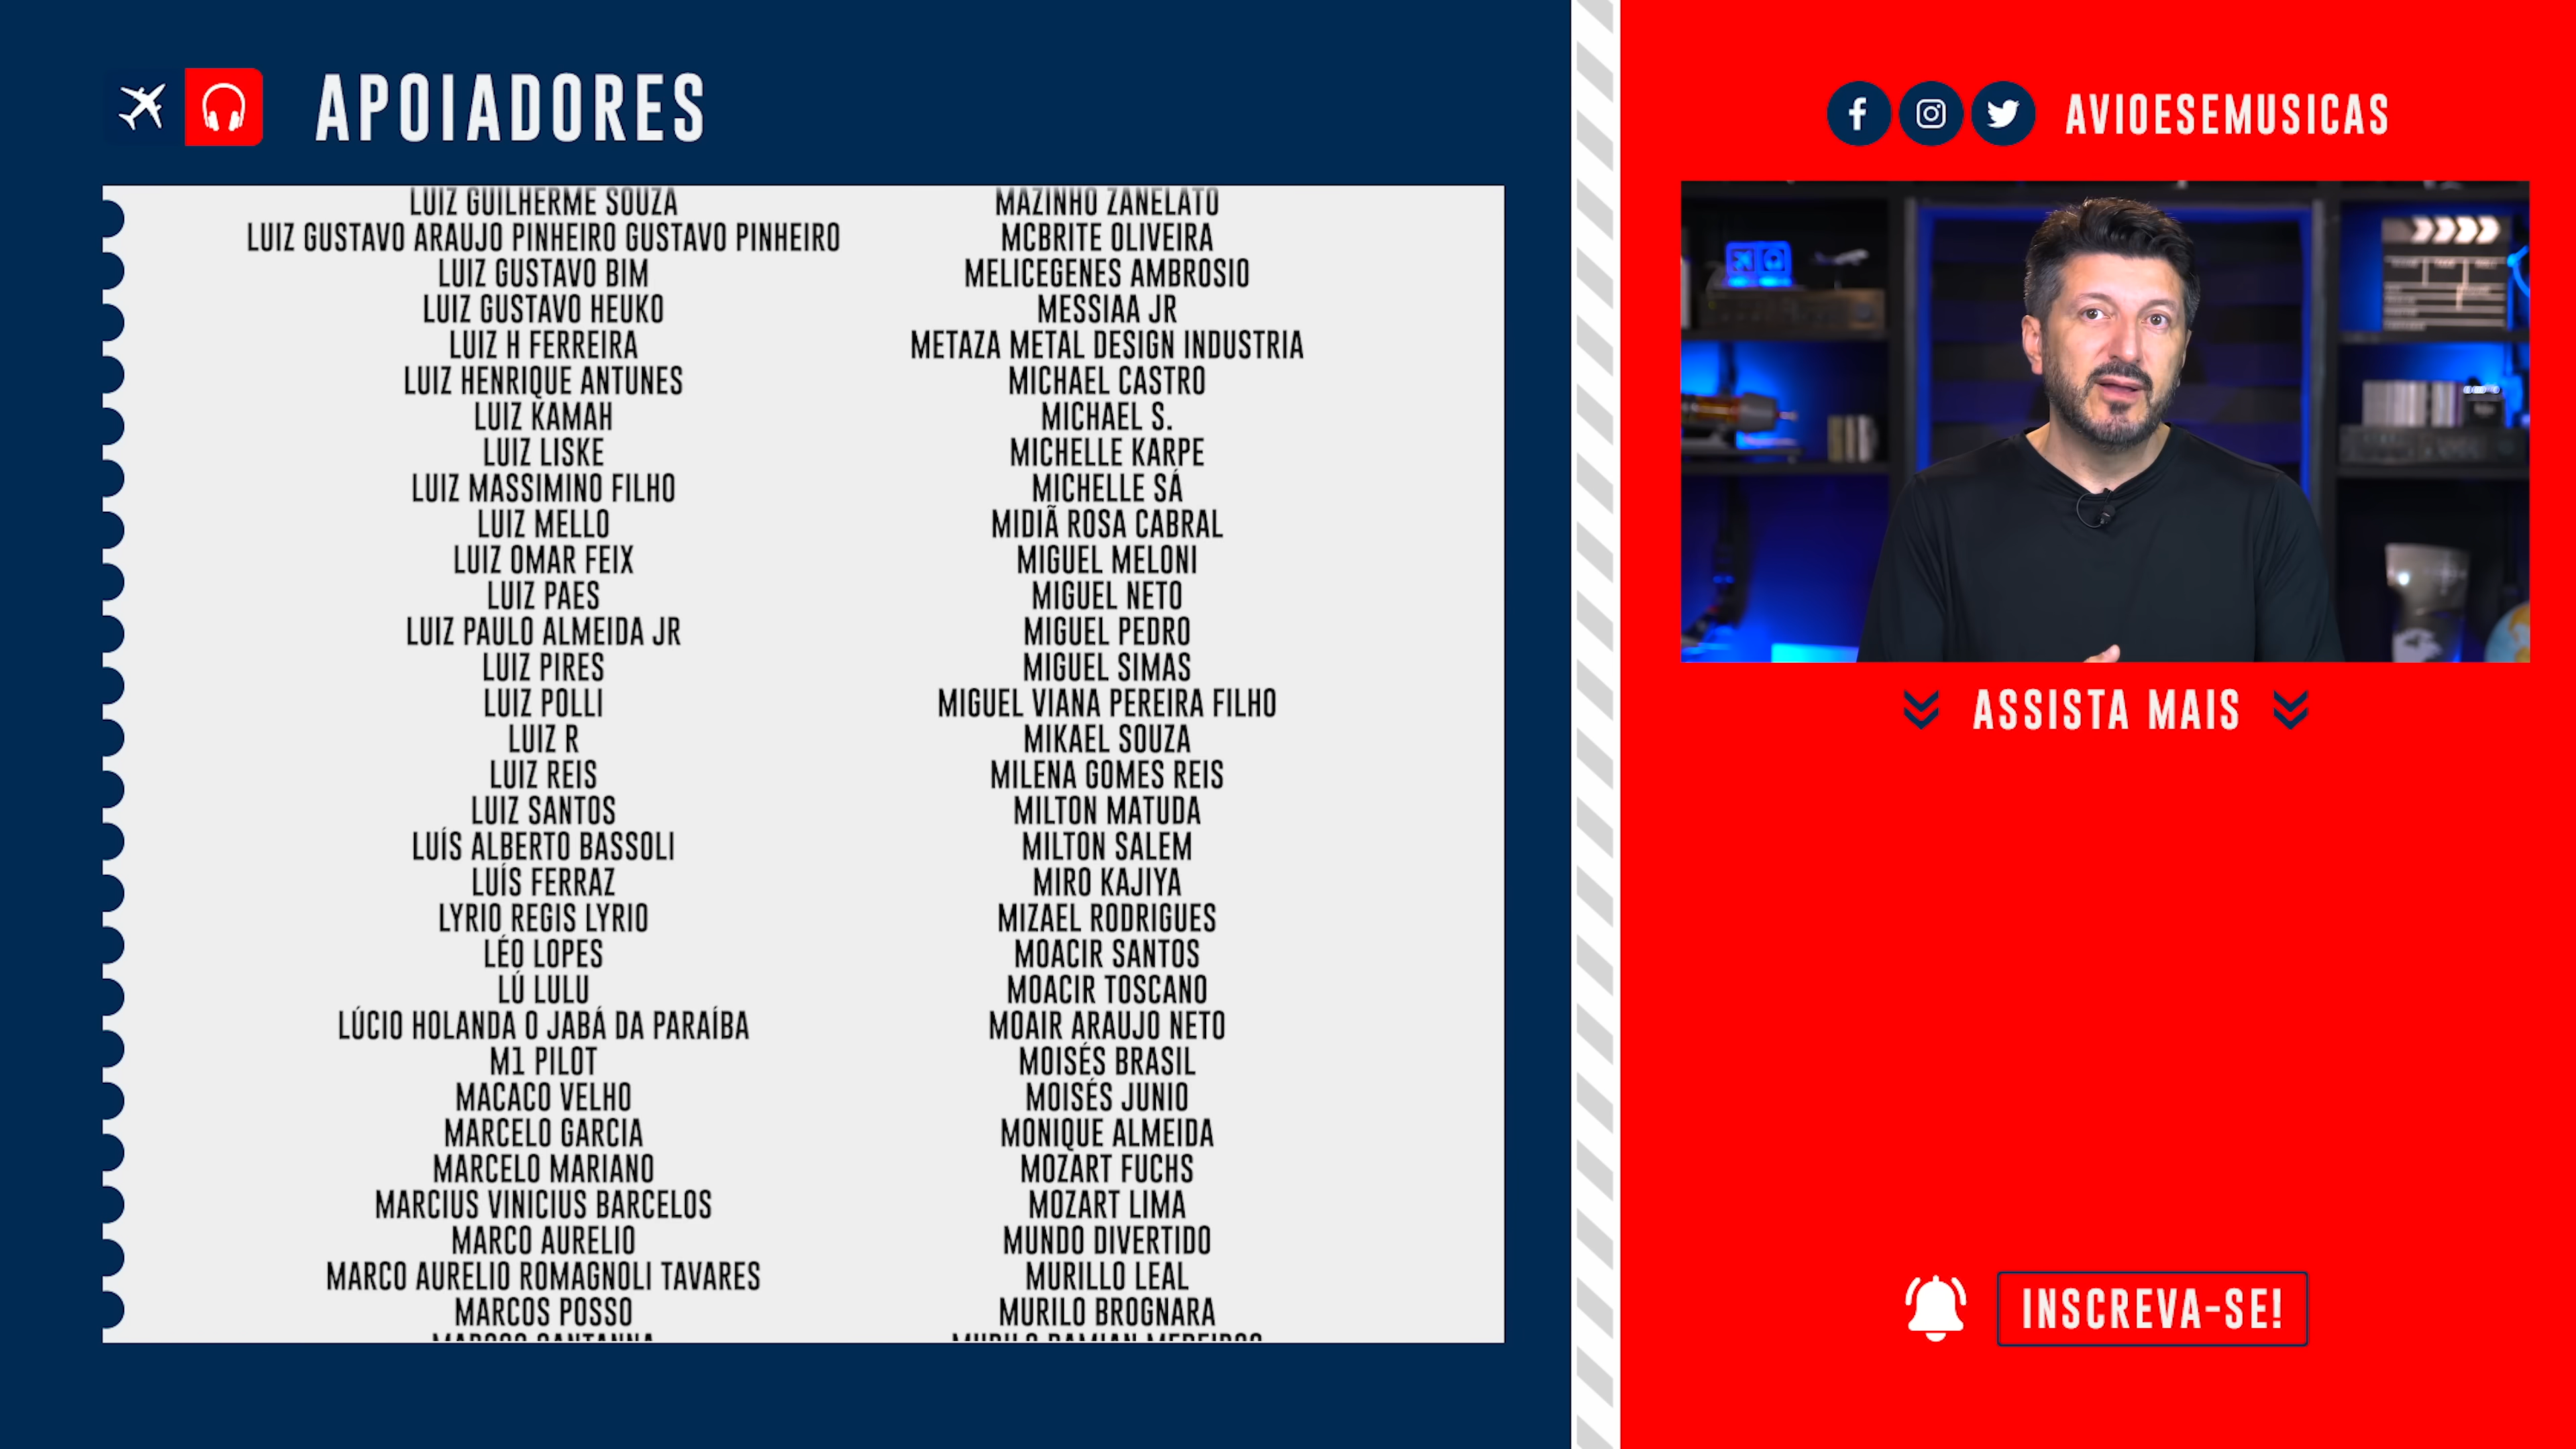 APOIADORES
LUIZ GUILHERME SOUZA
LUIZ GUSTAVO ARAUJO PINHEIRO GUSTAVO PINHEIRO
LUIZ GUSTAVO BIM
LUIZ GUSTAVO HEUKO
LUIZ H FERREIRA
LUIZ HENRIQUE ANTUNES
LUIZ KAMAH
LUIZ LISKE
LUIZ MASSIMINO FILHO
LUIZ MELLO
LUIZ OMAR FEIX
LUIZ PAES
LUIZ PAULO ALMEIDA JR
LUIZ PIRES
LUIZ POLLI
LUIZ R
LUIZ REIS
LUIZ SANTOS
LUÍS ALBERTO BASSOLI
LUÍS FERRAZ
LYRIO REGIS LYRIO
LÉO LOPES
LÚ LULU
LÚCIO HOLANDA O JABÁ DA PARAÍBA
M1 PILOT
MACACO VELHO
MARCELO GARCIA
MARCELO MARIANO
MARCIUS VINICIUS BARCELOS
MARCO AURELIO
MARCO AURELIO ROMAGNOLI TAVARES
MARCOS POSSO
MARCOS SANTANNA
MAZINHO ZANELATO
MCBRITE OLIVEIRA
MELICEGENES AMBROSIO
MESSIAA JR
METAZA METAL DESIGN INDUSTRIA
MICHAEL CASTRO
MICHAEL S.
MICHELLE KARPE
MICHELLE SÁ
MIDIÃ ROSA CABRAL
MIGUEL MELONI
MIGUEL NETO
MIGUEL PEDRO
MIGUEL SIMAS
MIGUEL VIANA PEREIRA FILHO
MIKAEL SOUZA
MILENA GOMES REIS
MILTON MATUDA
MILTON SALEM
MIRO KAJIYA
MIZAEL RODRIGUES
MOACIR SANTOS
MOACIR TOSCANO
MOAIR ARAUJO NETO
MOISÉS BRASIL
MOISÉS JUNIO
MONIQUE ALMEIDA
MOZART FUCHS
MOZART LIMA
MUNDO DIVERTIDO
MURILLO LEAL
MURILO BROGNARA
MURILO DAMIAN MEDEIROS
AVIOESEMUSICAS
ASSISTA MAIS
INSCREVA-SE!